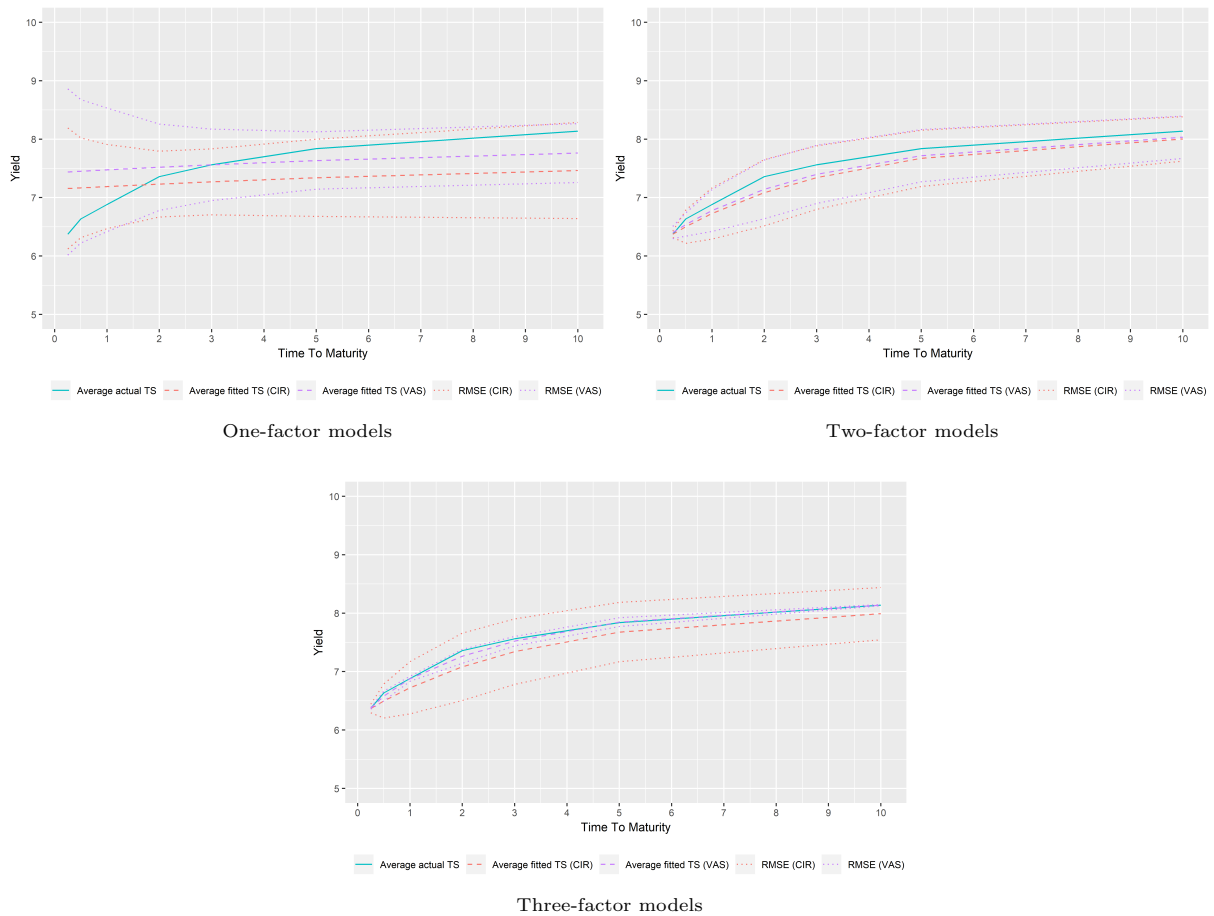 10
9
8
7
6
5
Yield
0 1 2 3 4 5 6 7 8 9 10
Time To Maturity
Average actual TS Average fitted TS (CIR) Average fitted TS (VAS) RMSE (CIR) RMSE (VAS)
One-factor models
10
9
8
7
6
5
Yield
0 1 2 3 4 5 6 7 8 9 10
Time To Maturity
Average actual TS Average fitted TS (CIR) Average fitted TS (VAS) RMSE (CIR) RMSE (VAS)
Two-factor models
10
9
8
7
6
5
Yield
0 1 2 3 4 5 6 7 8 9 10
Time To Maturity
Average actual TS Average fitted TS (CIR) Average fitted TS (VAS) RMSE (CIR) RMSE (VAS)
Three-factor models